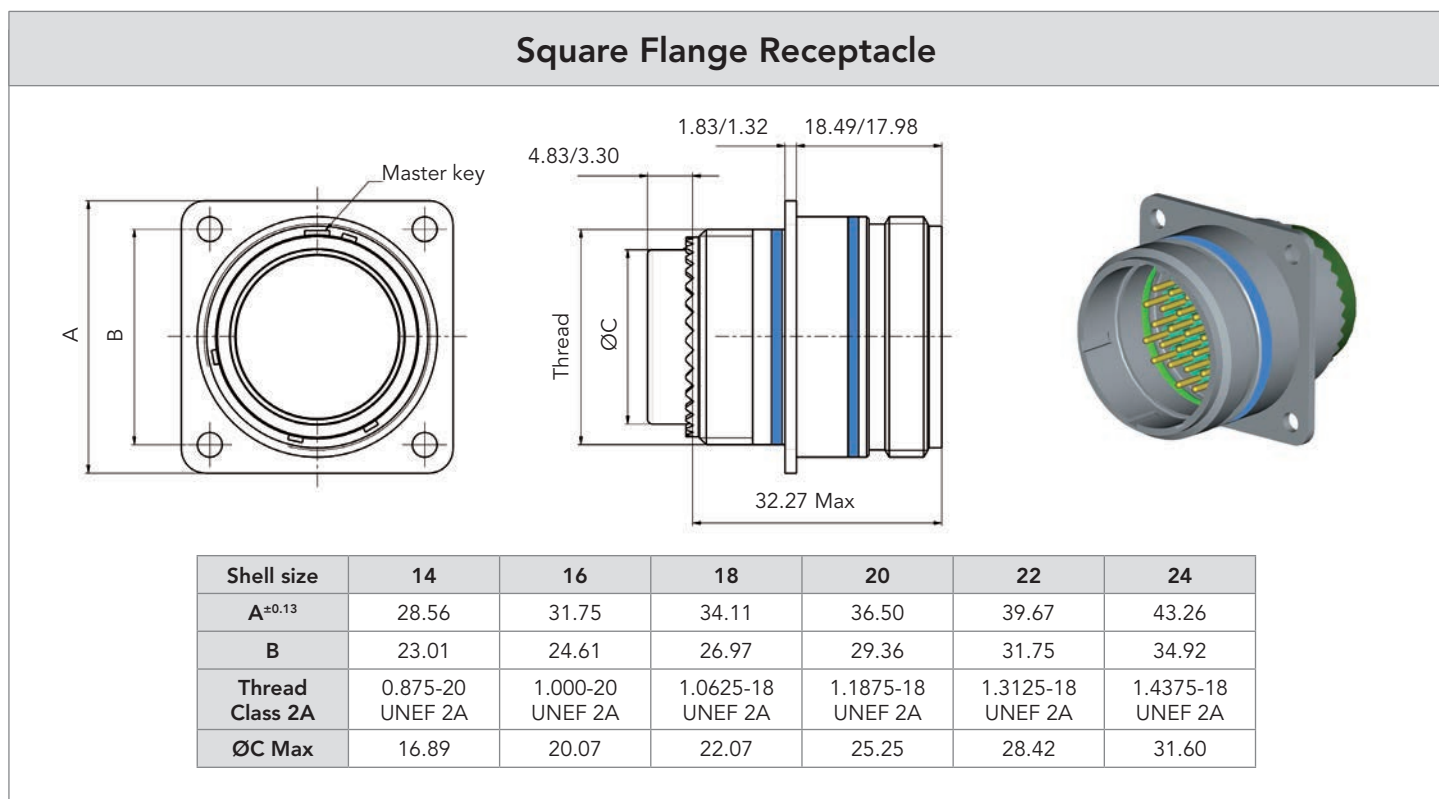 Square Flange Receptacle
1.83/1.32 18.49/17.98
4.83/3.30
Master key
A
B
Thread
ØC
32.27 Max
Shell size 14 16 18 20 22 24
A±0.13 28.56 31.75 34.11 36.50 39.67 43.26
B 23.01 24.61 26.97 29.36 31.75 34.92
Thread 0.875-20 1.000-20 1.0625-18 1.1875-18 1.3125-18 1.4375-18
Class 2A UNEF 2A UNEF 2A UNEF 2A UNEF 2A UNEF 2A UNEF 2A
ØC Max 16.89 20.07 22.07 25.25 28.42 31.60